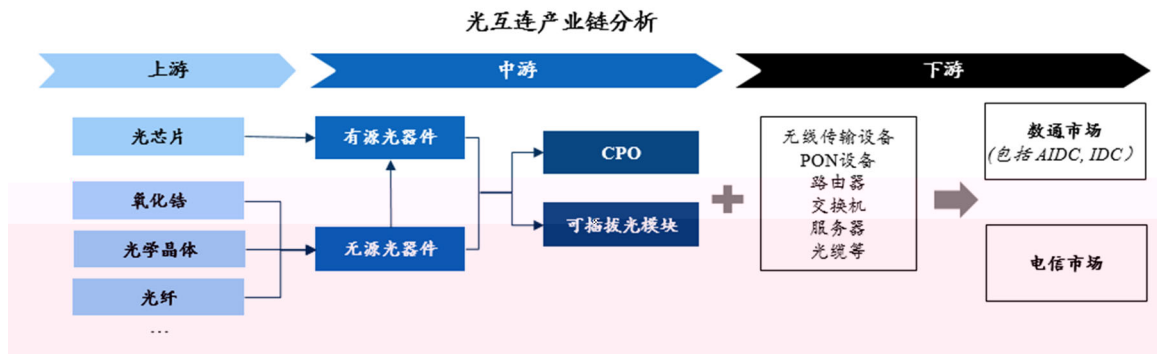 光互连产业链分析
上游
中游
下游
光芯片
氧化锆
光学晶体
光纤
...
有源光器件
无源光器件
CPO
可插拔光模块
无线传输设备
PON设备
路由器
交换机
服务器
光缆等
数通市场
(包括 AIDC, IDC）
电信市场